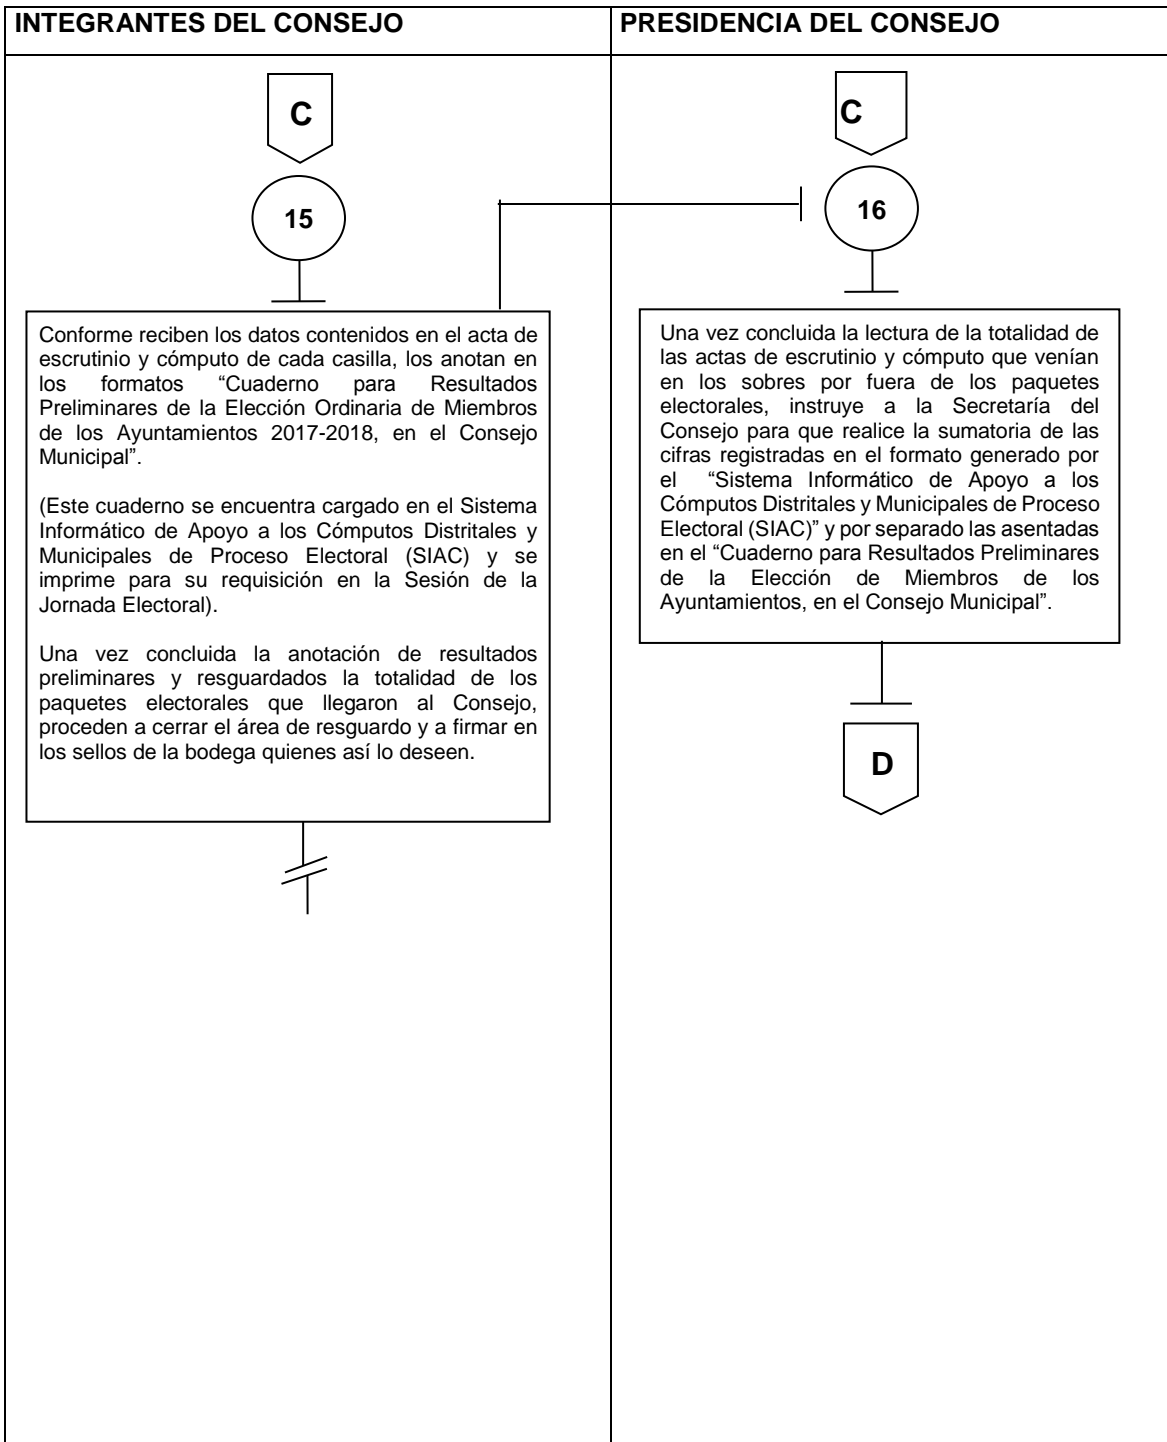 INTEGRANTES DEL CONSEJO
PRESIDENCIA DEL CONSEJO
C
15
Conforme reciben los datos contenidos en el acta de
escrutinio y cómputo de cada casilla, los anotan en
los formatos “Cuaderno para Resultados
Preliminares de la Elección Ordinaria de Miembros
de los Ayuntamientos 2017-2018, en el Consejo
Municipal”.
(Este cuaderno se encuentra cargado en el Sistema
Informático de Apoyo a los Cómputos Distritales y
Municipales de Proceso Electoral (SIAC) y se
imprime para su requisición en la Sesión de la
Jornada Electoral).
Una vez concluida la anotación de resultados
preliminares y resguardados la totalidad de los
paquetes electorales que llegaron al Consejo,
proceden a cerrar el área de resguardo y a firmar en
los sellos de la bodega quienes así lo deseen.
C
16
Una vez concluida la lectura de la totalidad de
las actas de escrutinio y cómputo que venían
en los sobres por fuera de los paquetes
electorales, instruye a la Secretaría del
Consejo para que realice la sumatoria de las
cifras registradas en el formato generado por
el “Sistema Informático de Apoyo a los
Cómputos Distritales y Municipales de Proceso
Electoral (SIAC)” y por separado las asentadas
en el “Cuaderno para Resultados Preliminares
de la Elección de Miembros de los
Ayuntamientos, en el Consejo Municipal”.
D